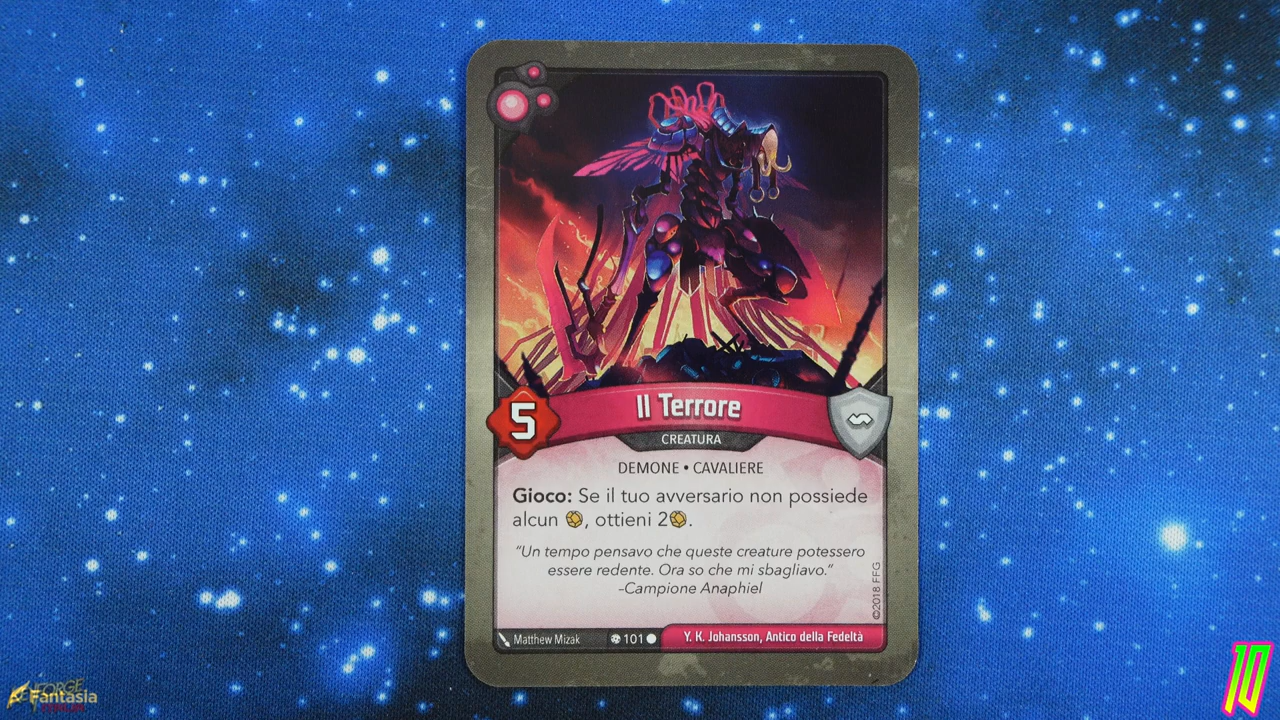 5
Il Terrore
CREATURA
DEMONE • CAVALIERE
Gioco: Se il tuo avversario non possiede
alcun , ottieni 2.
"Un tempo pensavo che queste creature potessero
essere redente. Ora so che mi sbagliavo."
-Campione Anaphiel
©2018 FFG
Matthew Mizak
101
Y. K. Johansson, Antico della Fedeltà
Fantasia
10